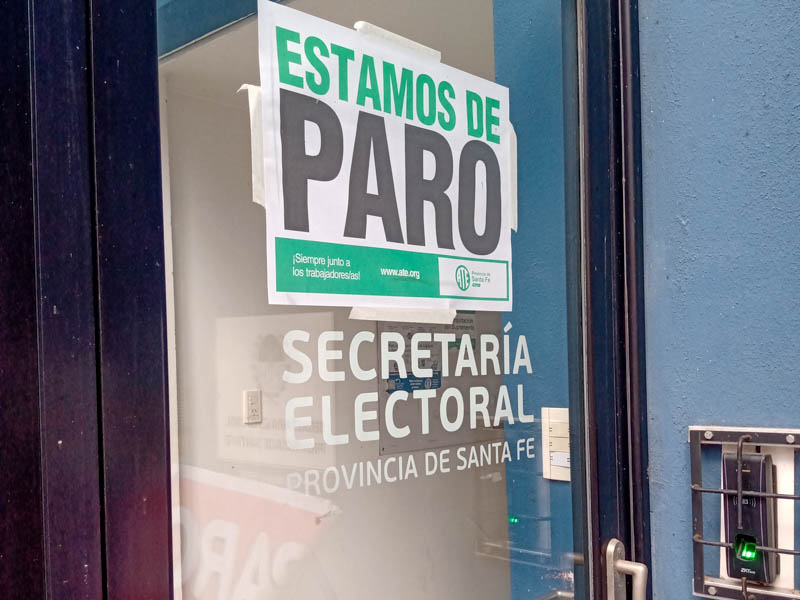 ESTAMOS DE
PARO
¡Siempre junto a
los trabajadores/as!
www.ate.org
ATE
Provincia de
Santa Fe
SECRETARÍA
ELECTORAL
PROVINCIA DE SANTA FE
ZKTeco